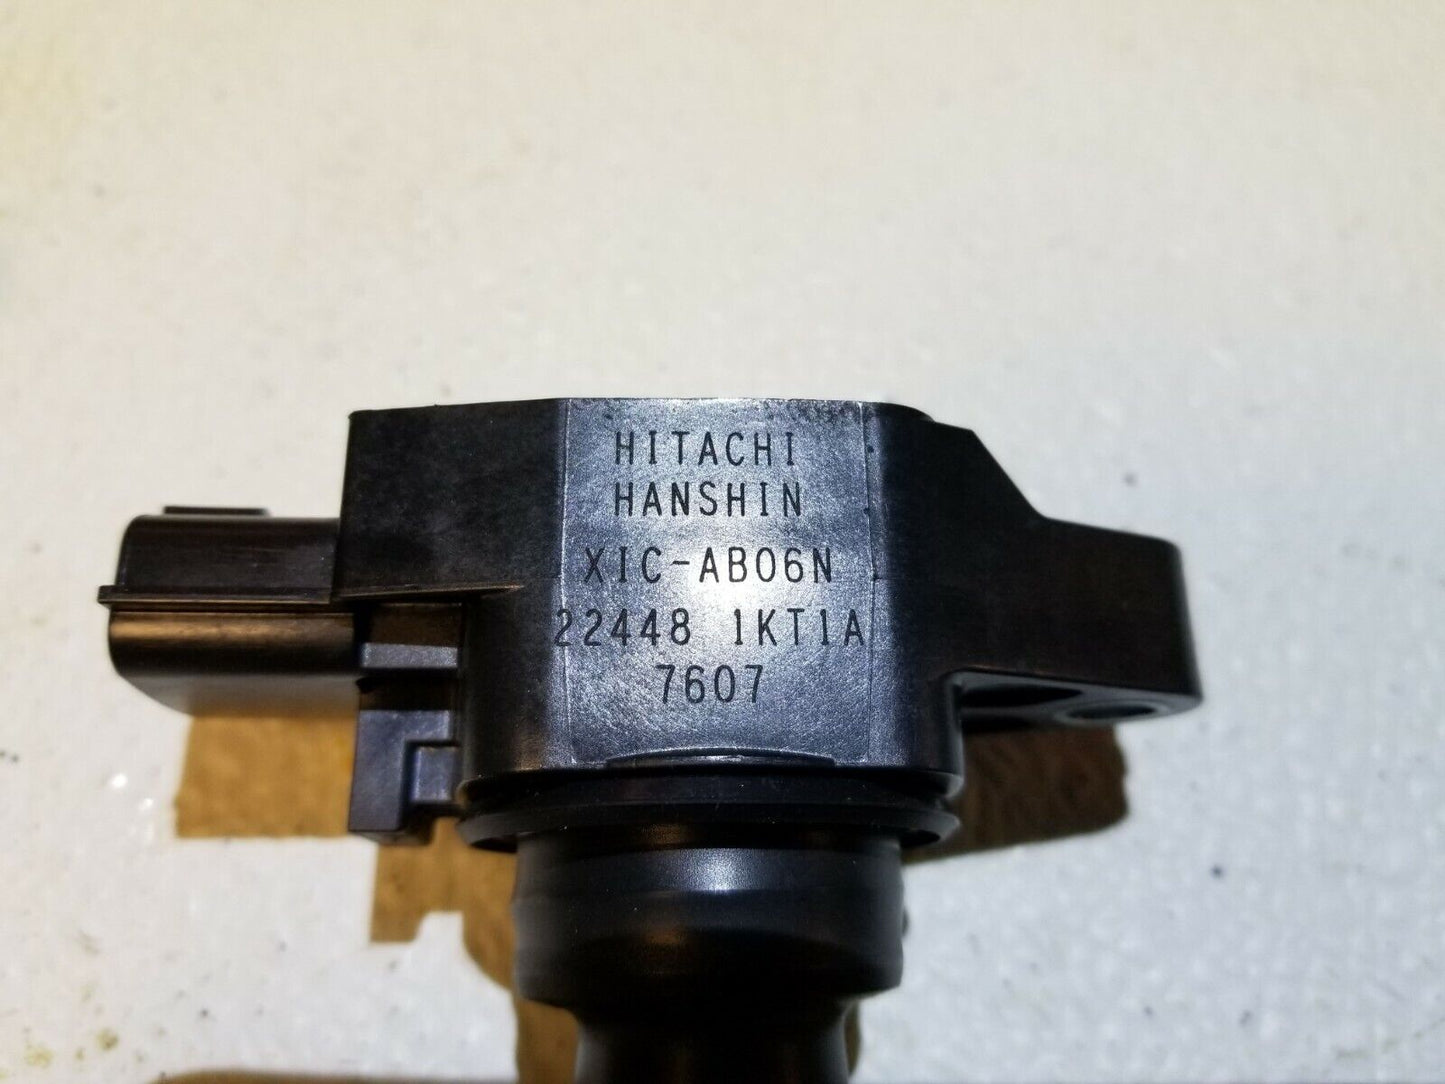 HITACHI
HANSHIN
XIC-AB06N
22448 1KT1A
7607